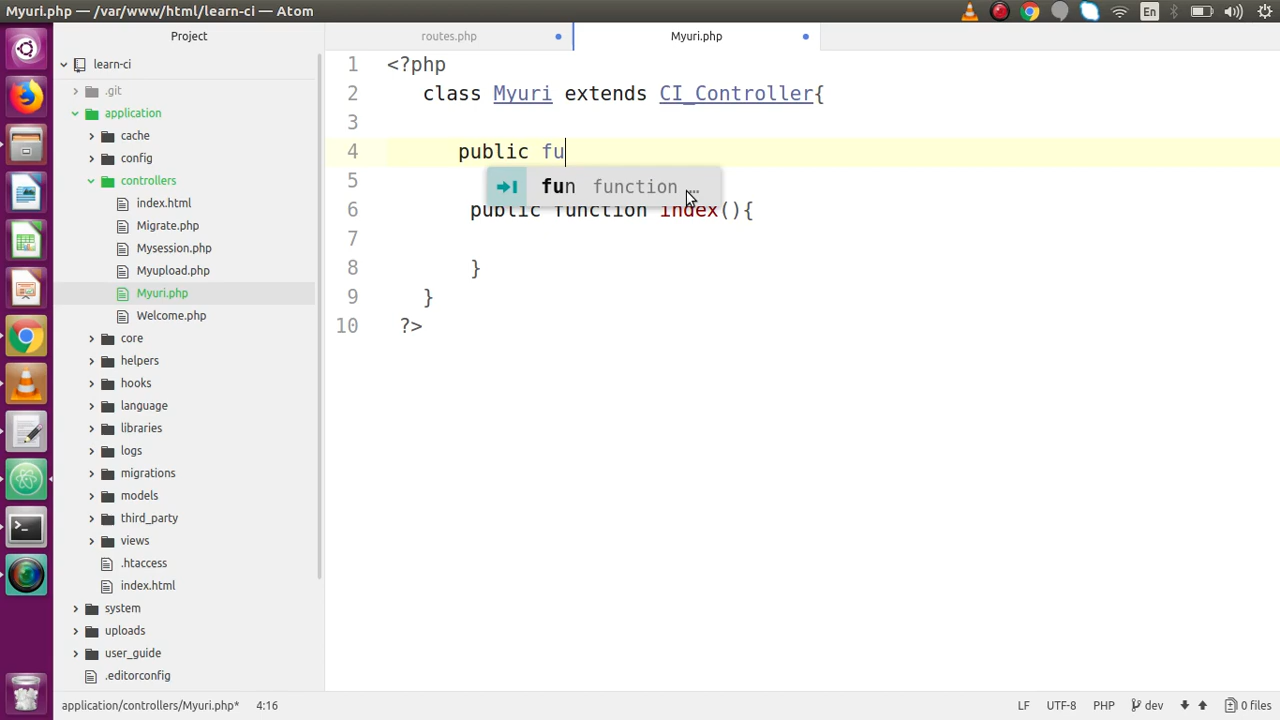 Myuri.php — /var/www/html/learn-ci — Atom
En
Project
learn-ci
.git
application
cache
config
controllers
index.html
Migrate.php
Mysession.php
Myupload.php
Myuri.php
Welcome.php
core
helpers
hooks
language
libraries
logs
migrations
models
third_party
views
.htaccess
index.html
system
uploads
user_guide
.editorconfig
routes.php
Myuri.php
1 <?php
2 class Myuri extends CI_Controller{
3
4 public fu
fun function …
5
6 public function index(){
7
8 }
9 }
10 ?>
application/controllers/Myuri.php* 4:16
LF UTF-8 PHP dev 0 files